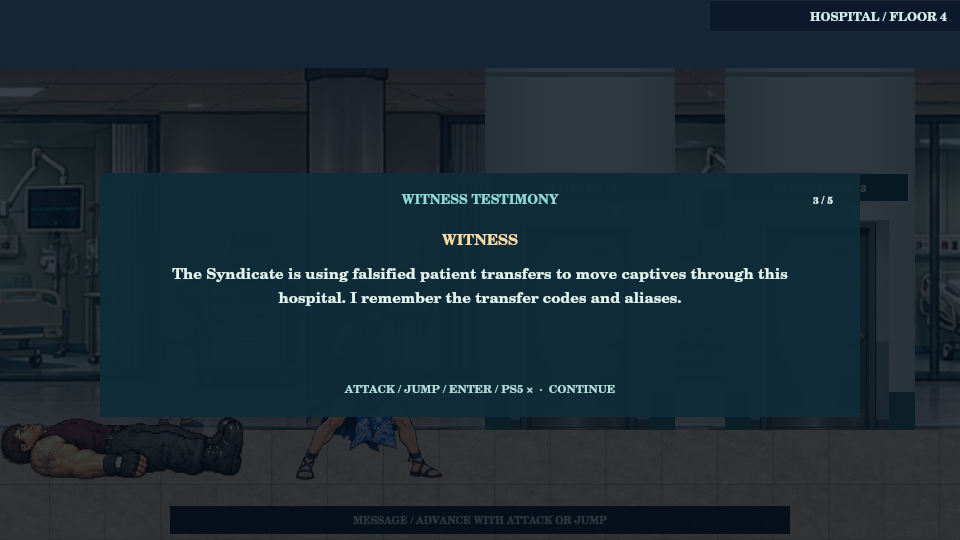 HOSPITAL / FLOOR 4
WITNESS TESTIMONY
3 / 5
WITNESS
The Syndicate is using falsified patient transfers to move captives through this
hospital. I remember the transfer codes and aliases.
ATTACK / JUMP / ENTER / PS5 × · CONTINUE
MESSAGE / ADVANCE WITH ATTACK OR JUMP